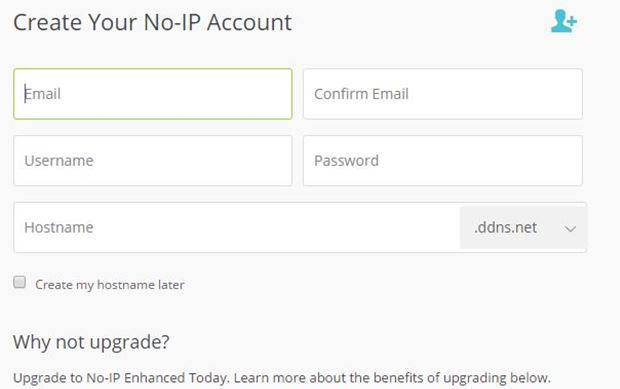 Create Your No-IP Account
Email
Confirm Email
Username
Password
Hostname
.ddns.net
Create my hostname later
Why not upgrade?
Upgrade to No-IP Enhanced Today. Learn more about the benefits of upgrading below.